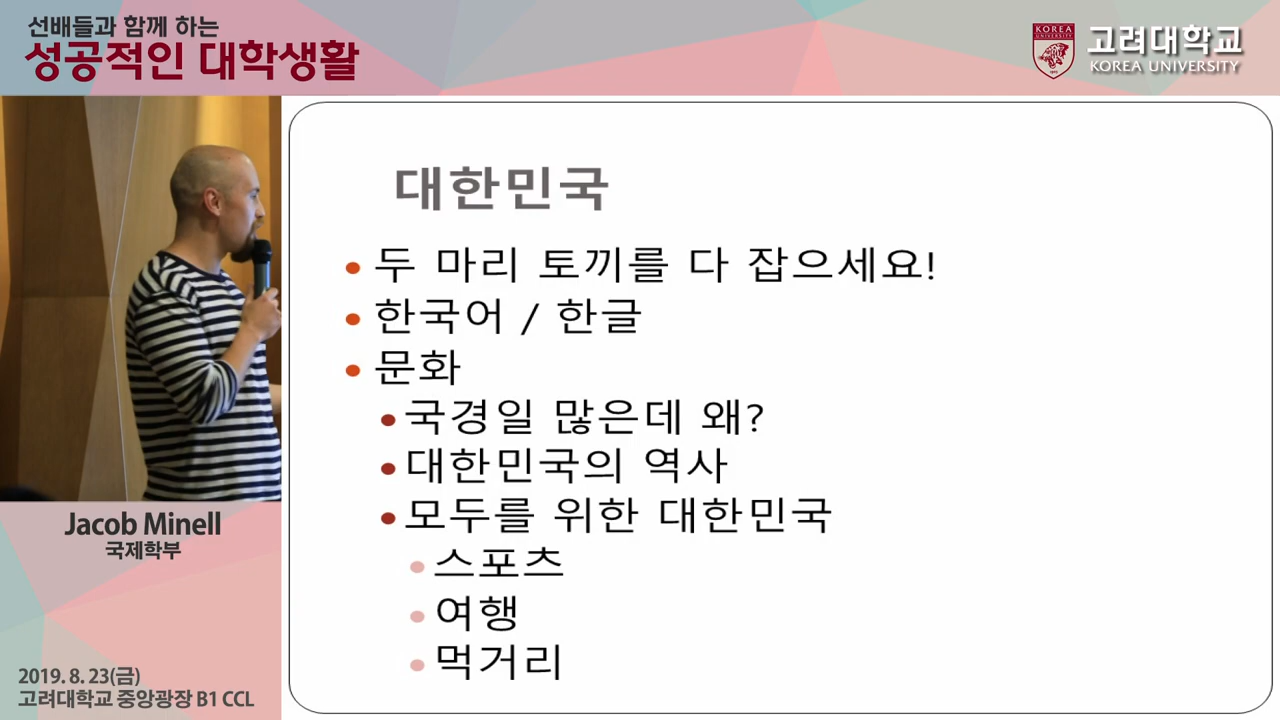 선배들과 함께 하는
성공적인 대학생활
KOREA
UNIVERSITY
고려대학교
KOREA UNIVERSITY
대한민국
• 두 마리 토끼를 다 잡으세요!
• 한국어 / 한글
• 문화
• 국경일 많은데 왜?
• 대한민국의 역사
• 모두를 위한 대한민국
• 스포츠
• 여행
• 먹거리
Jacob Minell
국제학부
2019. 8. 23(금)
고려대학교 중앙광장 B1 CCL